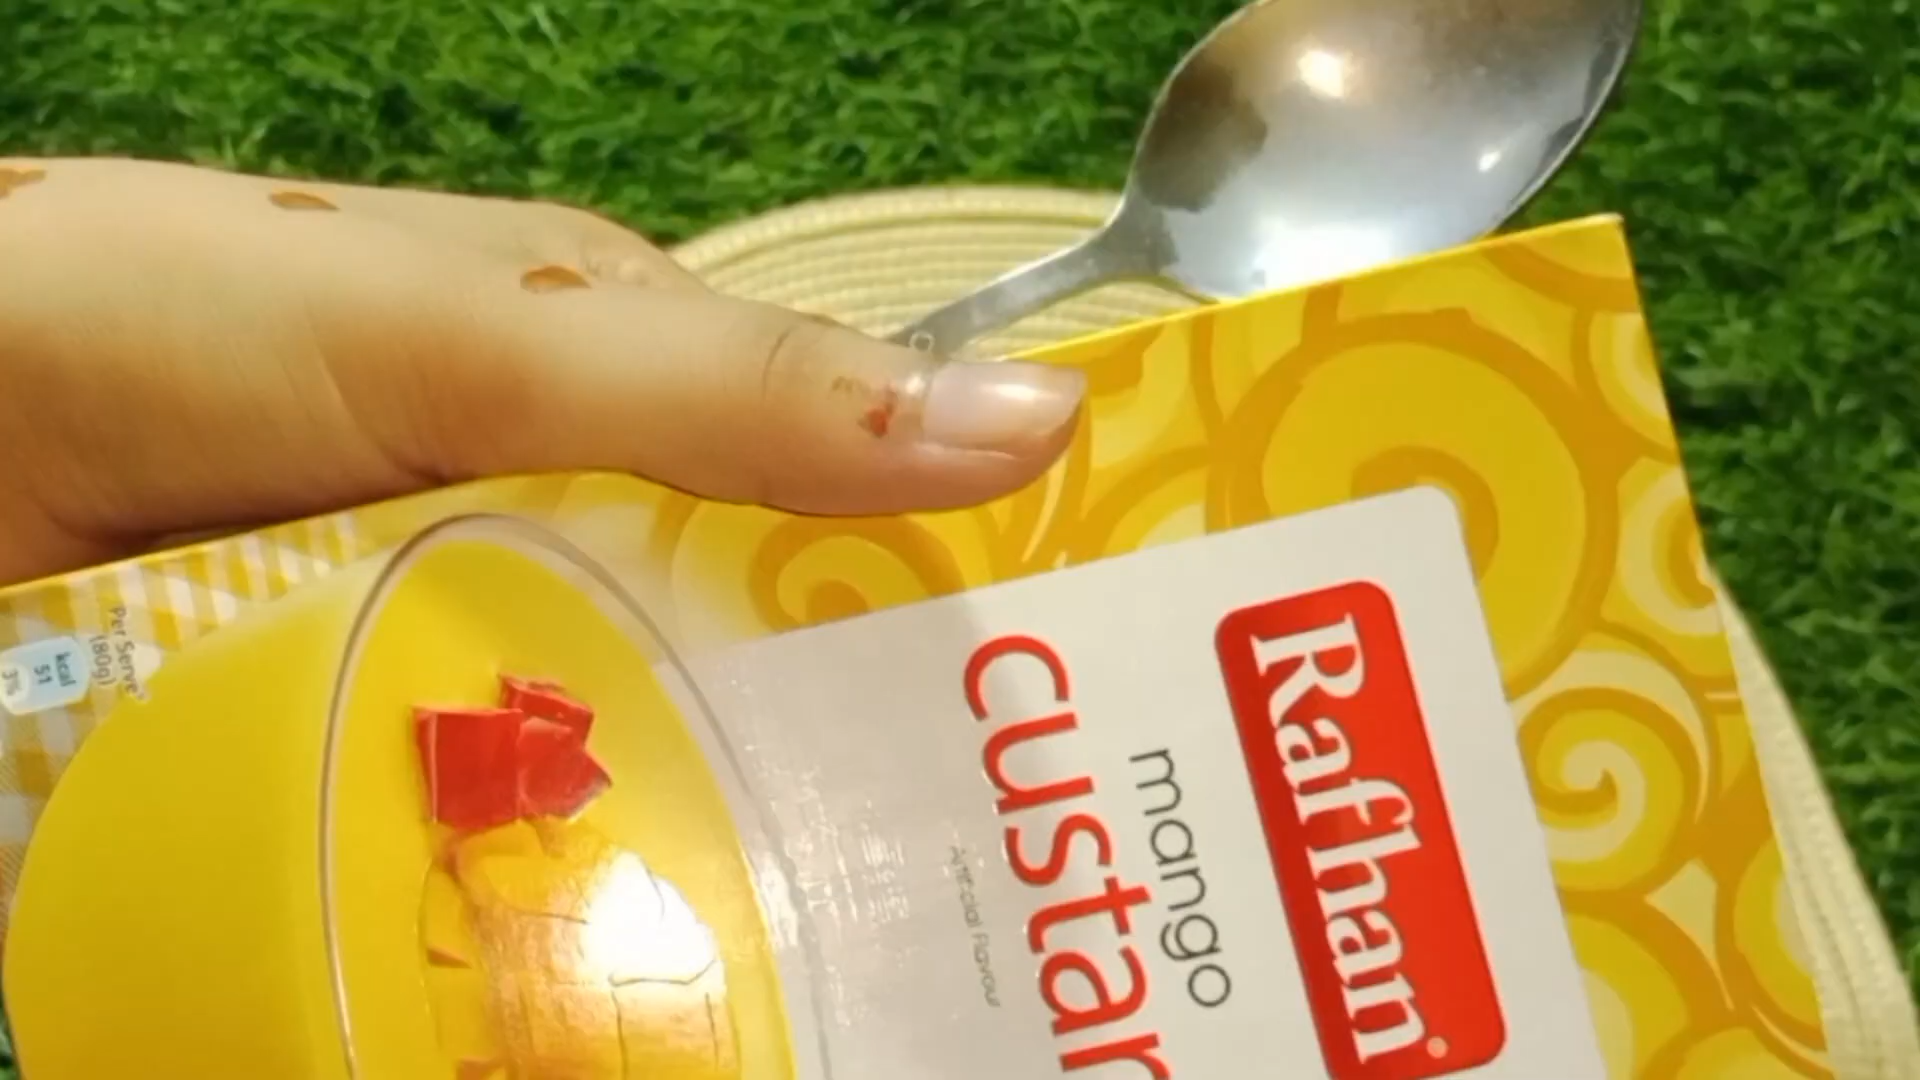 Rafhan
mango
custar
Artificial Flavour
Per Serve
(80g)
kcal
51
3%